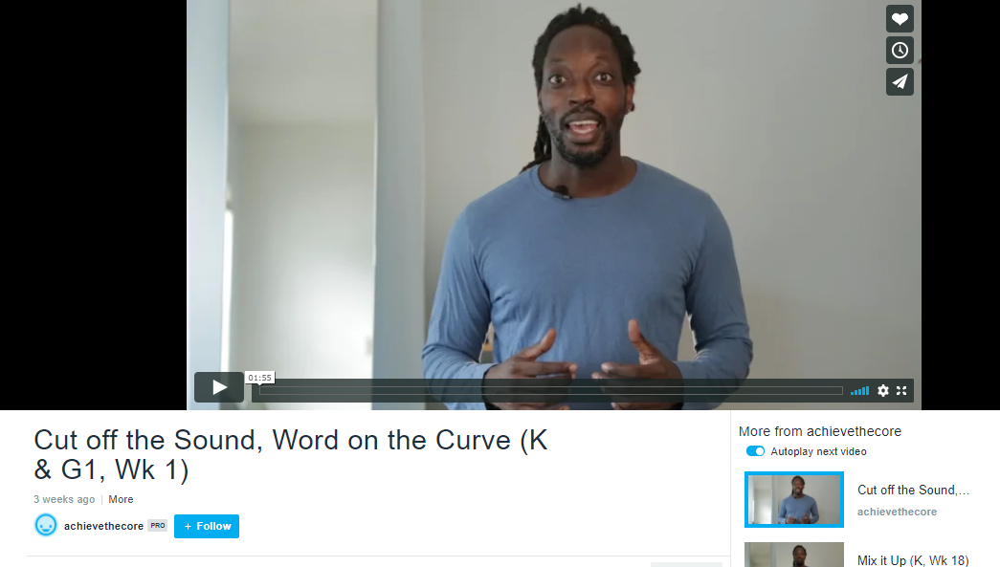 01:55
Cut off the Sound, Word on the Curve (K
& G1, Wk 1)
3 weeks ago | More
achievethecore PRO + Follow
More from achievethecore
Autoplay next video
Cut off the Sound,...
achievethecore
Mix it Up (K, Wk 18)